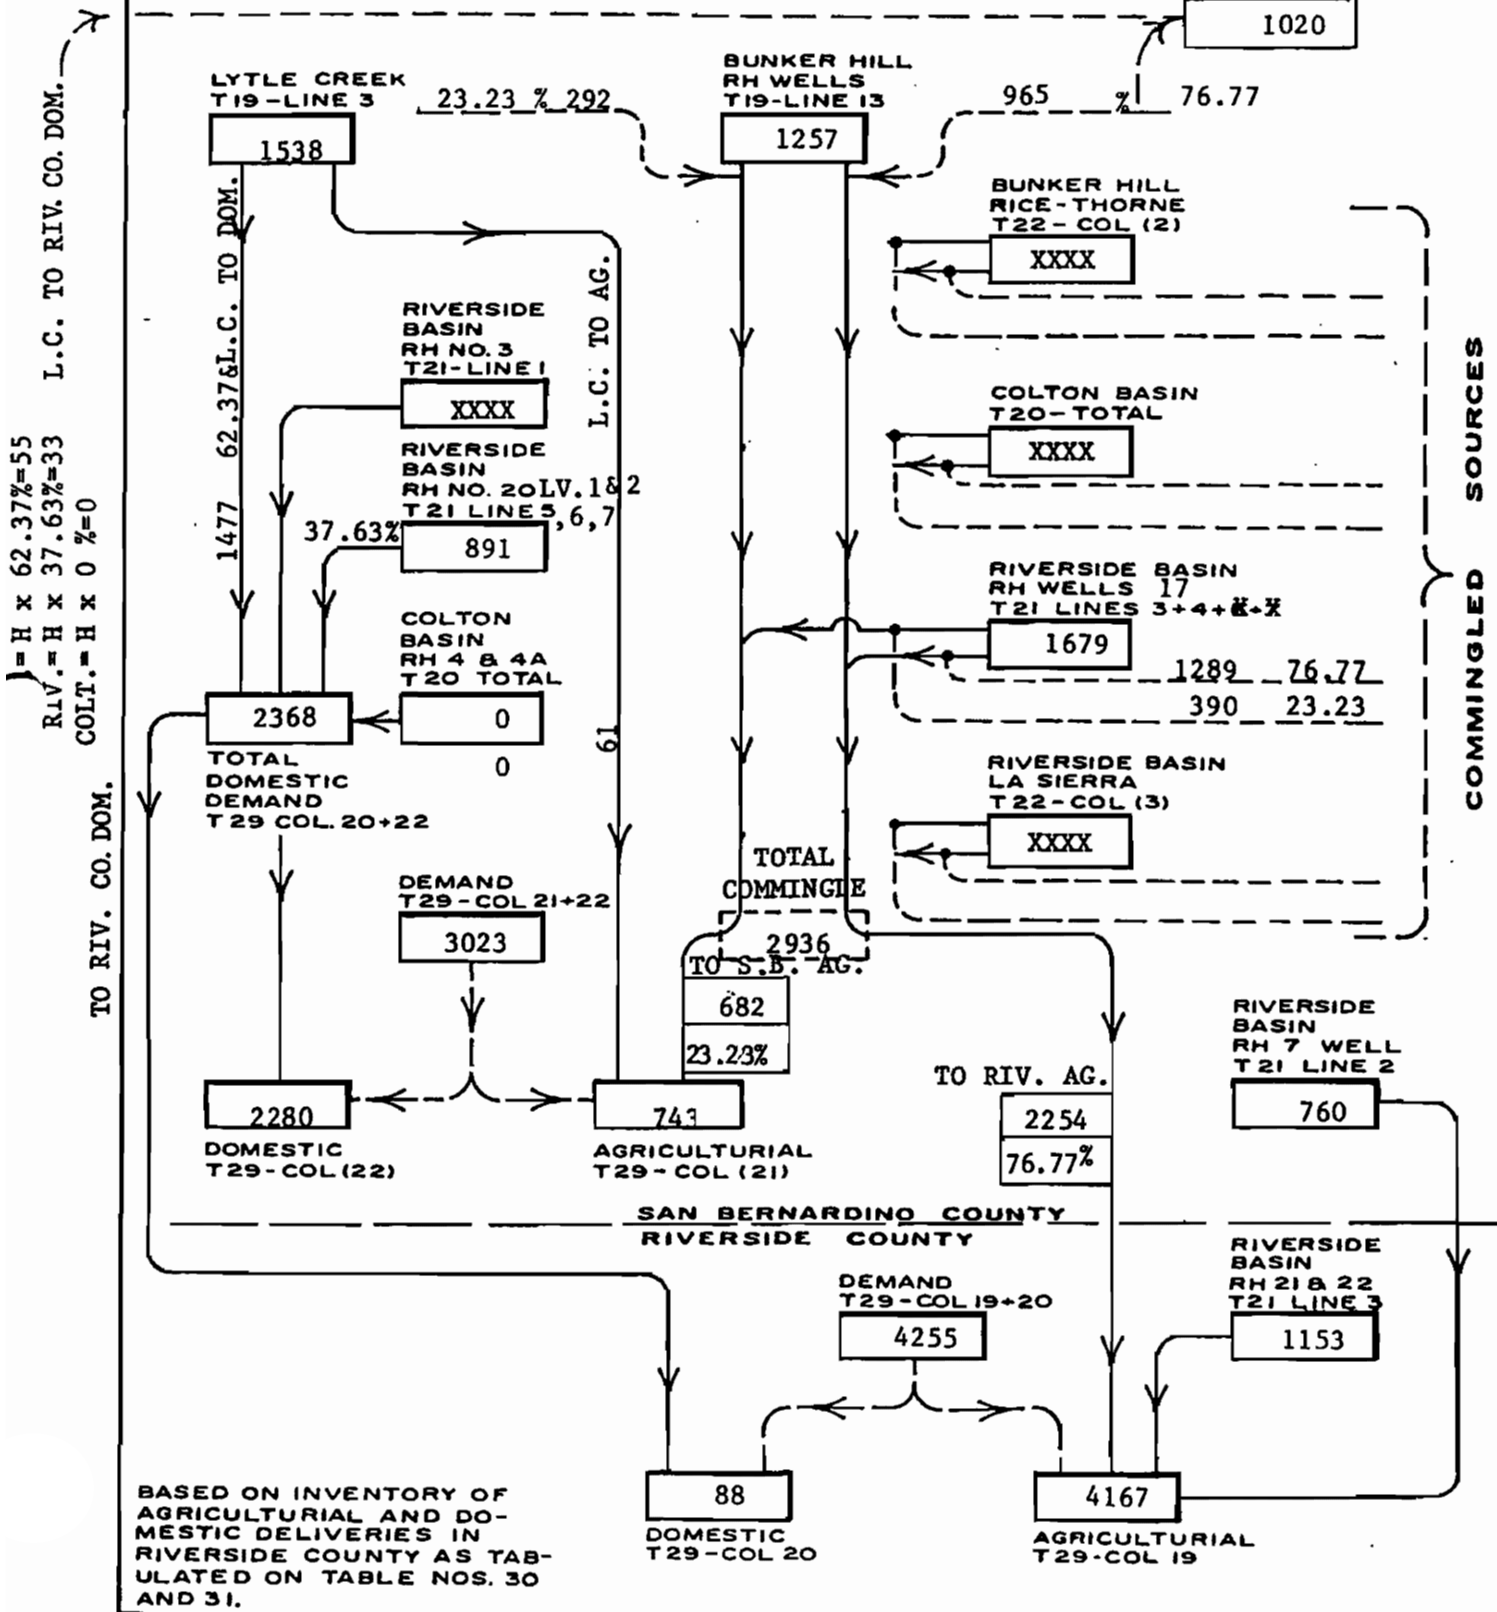 1020
LYTLE CREEK
T19-LINE 3
1538
23.23 % 292
BUNKER HILL
RH WELLS
T19-LINE 13
1257
965 % 76.77
L.C. TO RIV. CO. DOM.
62.37&L.C. TO DOM.
1477
L.C. TO AG.
61
BUNKER HILL
RICE-THORNE
T22-COL (2)
XXXX
RIVERSIDE
BASIN
RH NO. 3
T21-LINE 1
XXXX
COLTON BASIN
T20-TOTAL
XXXX
RIVERSIDE
BASIN
RH NO. 20LV.1&2
T21 LINE 5,6,7
37.63%
891
= H x 62.37%=55
RIV.= H x 37.63%=33
COLT.= H x 0 %=0
RIVERSIDE BASIN
RH WELLS 17
T21 LINES 3+4+
1679
1289 76.77
390 23.23
COMMINGLED SOURCES
COLTON
BASIN
RH 4 & 4A
T20 TOTAL
0
0
2368
TOTAL
DOMESTIC
DEMAND
T29 COL. 20+22
RIVERSIDE BASIN
LA SIERRA
T22-COL (3)
XXXX
TO RIV. CO. DOM.
DEMAND
T29-COL 21+22
3023
TOTAL
COMMINGLE
2936
TO S.B. AG.
682
23.23%
2280
DOMESTIC
T29-COL (22)
743
AGRICULTURIAL
T29-COL (21)
TO RIV. AG.
2254
76.77%
RIVERSIDE
BASIN
RH 7 WELL
T21 LINE 2
760
SAN BERNARDINO COUNTY
RIVERSIDE COUNTY
DEMAND
T29-COL 19+20
4255
RIVERSIDE
BASIN
RH 21 & 22
T21 LINE 3
1153
88
DOMESTIC
T29-COL 20
4167
AGRICULTURIAL
T29-COL 19
BASED ON INVENTORY OF
AGRICULTURIAL AND DO-
MESTIC DELIVERIES IN
RIVERSIDE COUNTY AS TAB-
ULATED ON TABLE NOS. 30
AND 31.